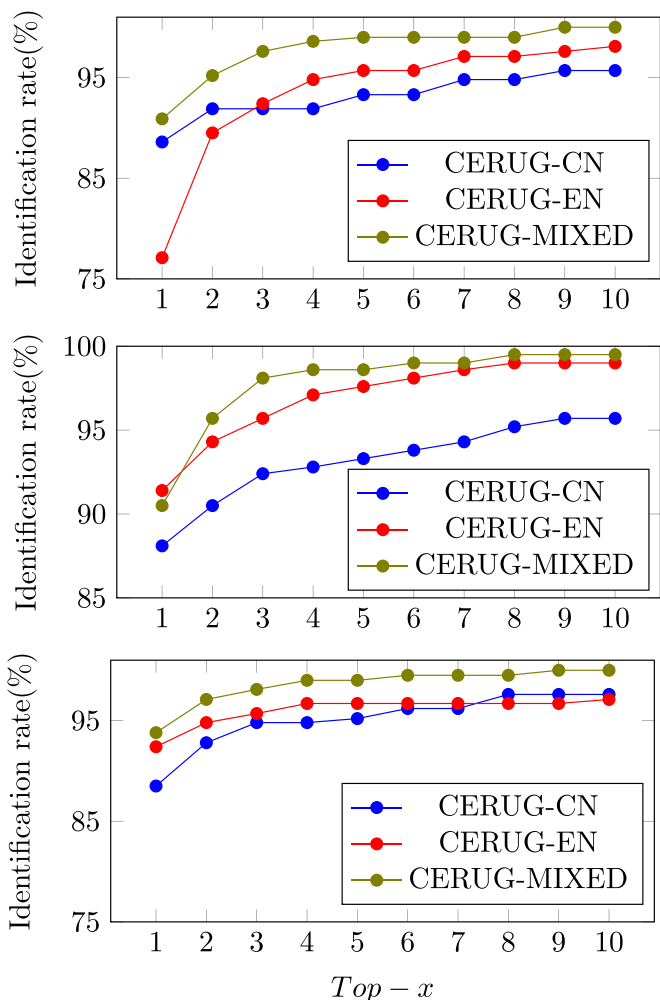 Identification rate(%)
95
85
75
CERUG-CN
CERUG-EN
CERUG-MIXED
1 2 3 4 5 6 7 8 9 10
Identification rate(%)
100
95
90
85
CERUG-CN
CERUG-EN
CERUG-MIXED
1 2 3 4 5 6 7 8 9 10
Identification rate(%)
95
85
75
CERUG-CN
CERUG-EN
CERUG-MIXED
1 2 3 4 5 6 7 8 9 10
Top − x